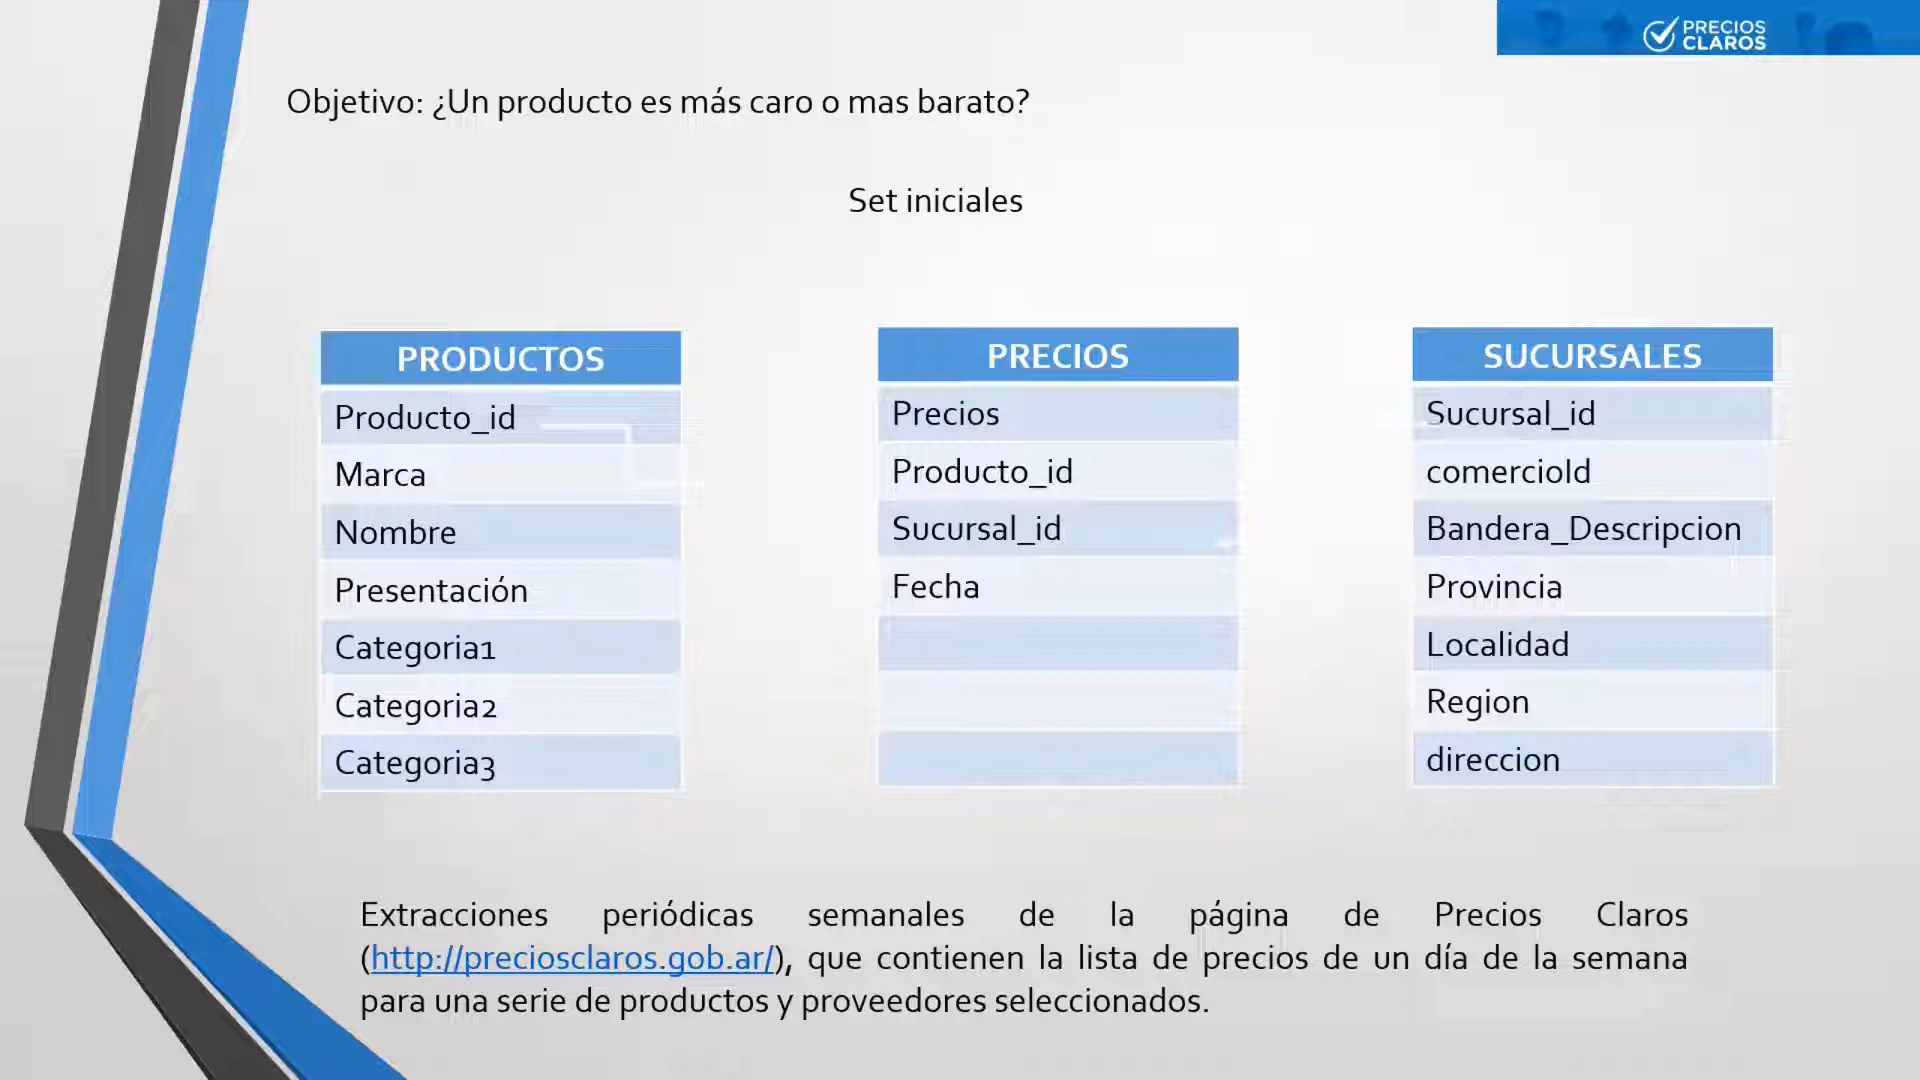 PRECIOS
CLAROS
Objetivo: ¿Un producto es más caro o mas barato?
Set iniciales
PRODUCTOS
Producto_id
Marca
Nombre
Presentación
Categoria1
Categoria2
Categoria3
PRECIOS
Precios
Producto_id
Sucursal_id
Fecha
SUCURSALES
Sucursal_id
comercioId
Bandera_Descripcion
Provincia
Localidad
Region
direccion
Extracciones periódicas semanales de la página de Precios Claros
(http://preciosclaros.gob.ar/), que contienen la lista de precios de un día de la semana
para una serie de productos y proveedores seleccionados.